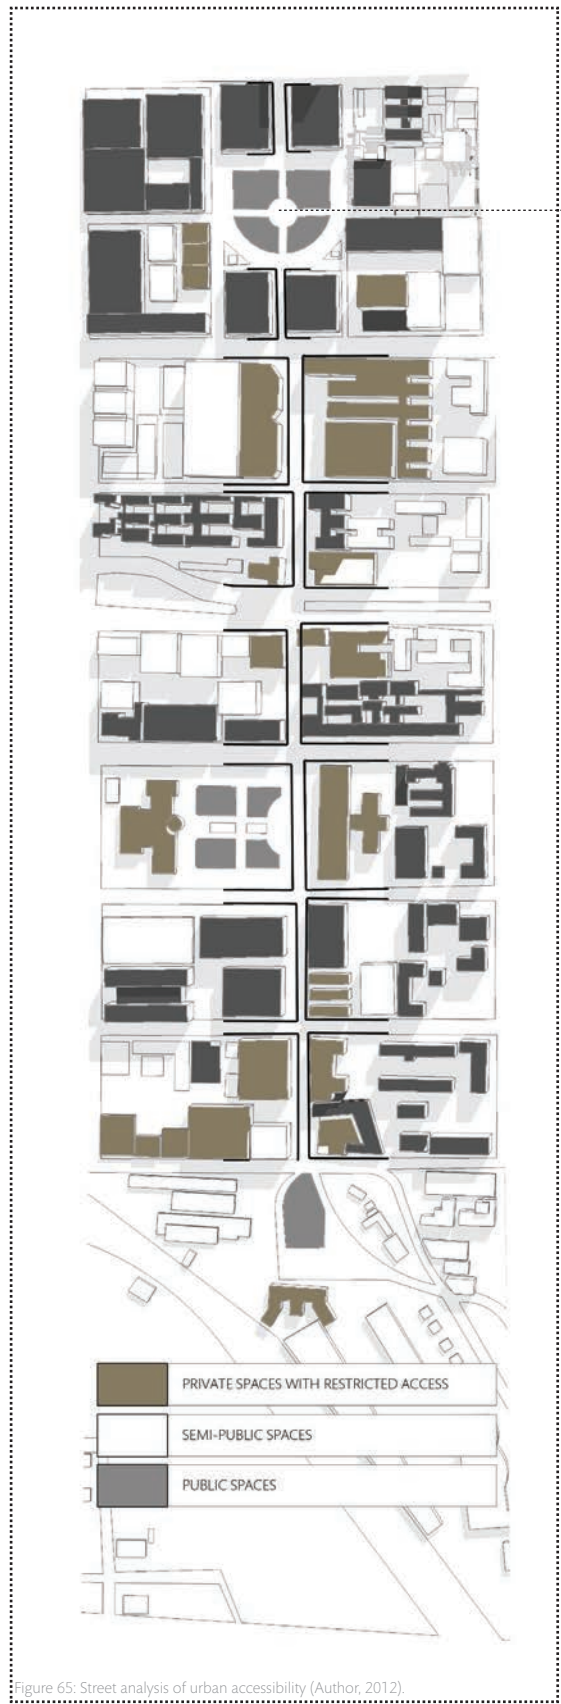 PRIVATE SPACES WITH RESTRICTED ACCESS
SEMI-PUBLIC SPACES
PUBLIC SPACES
Figure 65: Street analysis of urban accessibility (Author, 2012).